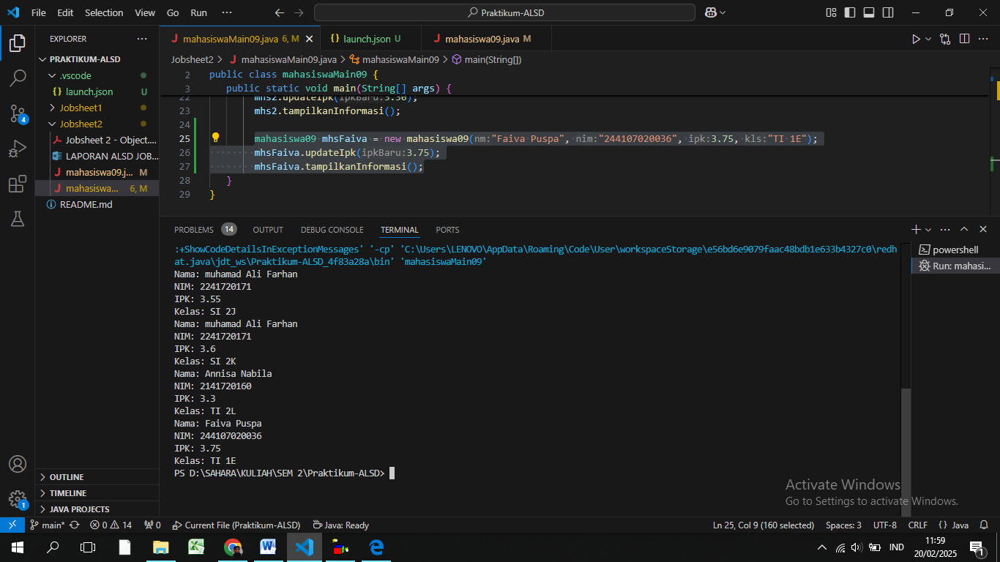 File Edit Selection View Go Run ··· Praktikum-ALSD
EXPLORER ···
PRAKTIKUM-ALSD
.vscode
launch.json U
Jobsheet1
Jobsheet2
Jobsheet 2 - Object....
LAPORAN ALSD JOB...
mahasiswa09.j... M
mahasiswa... 6, M
README.md
OUTLINE
TIMELINE
JAVA PROJECTS
mahasiswaMain09.java 6, M launch.json U mahasiswa09.java M
Jobsheet2 > mahasiswaMain09.java > mahasiswaMain09 > main(String[])
2 public class mahasiswaMain09 {
3 public static void main(String[] args) {
22 mhs2.updateIpk(ipkBaru:3.30);
23 mhs2.tampilkanInformasi();
24
25 mahasiswa09 mhsFaiva = new mahasiswa09(nm:"Faiva Puspa", nim:"244107020036", ipk:3.75, kls:"TI 1E");
26 mhsFaiva.updateIpk(ipkBaru:3.75);
27 mhsFaiva.tampilkanInformasi();
28 }
29 }
PROBLEMS 14 OUTPUT DEBUG CONSOLE TERMINAL PORTS
:+ShowCodeDetailsInExceptionMessages' '-cp' 'C:\Users\LENOVO\AppData\Roaming\Code\User\workspaceStorage\e56bd6e9079faac48bdb1e633b4327c0\redh
at.java\jdt_ws\Praktikum-ALSD_4f83a28a\bin' 'mahasiswaMain09'
Nama: muhamad Ali Farhan
NIM: 2241720171
IPK: 3.55
Kelas: SI 2J
Nama: muhamad Ali Farhan
NIM: 2241720171
IPK: 3.6
Kelas: SI 2K
Nama: Annisa Nabila
NIM: 2141720160
IPK: 3.3
Kelas: TI 2L
Nama: Faiva Puspa
NIM: 244107020036
IPK: 3.75
Kelas: TI 1E
PS D:\SAHARA\KULIAH\SEM 2\Praktikum-ALSD>
powershell
Run: mahasi...
Activate Windows
Go to Settings to activate Windows.
4
1
main* 0 14 0 Current File (Praktikum-ALSD) Java: Ready Ln 25, Col 9 (160 selected) Spaces: 3 UTF-8 CRLF {} Java
IND 11:59
20/02/2025
1